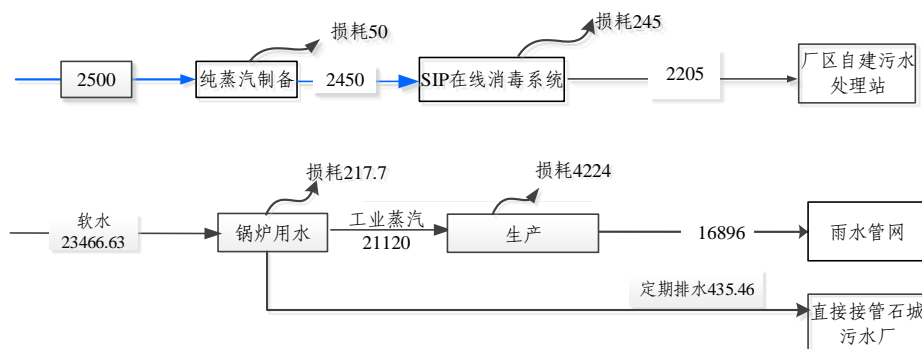 损耗50
损耗245
2500
纯蒸汽制备
2450
SIP在线消毒系统
2205
厂区自建污水
处理站
损耗217.7
损耗4224
软水
23466.63
锅炉用水
工业蒸汽
21120
生产
16896
雨水管网
定期排水435.46
直接接管石城
污水厂